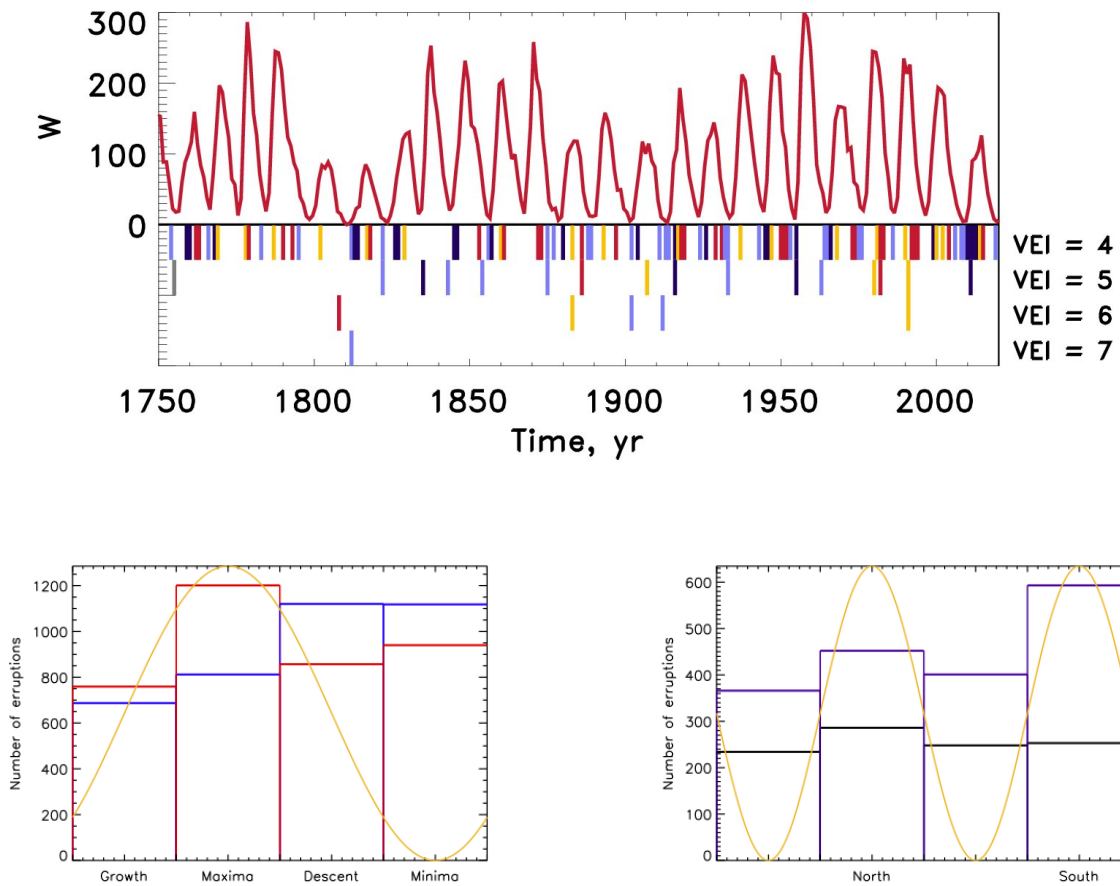 300
200
W
100
0
VEI = 4
VEI = 5
VEI = 6
VEI = 7
1750 1800 1850 1900 1950 2000
Time, yr
1200
1000
800
600
400
200
0
Number of erruptions
Growth Maxima Descent Minima
600
500
400
300
200
100
0
Number of erruptions
North South